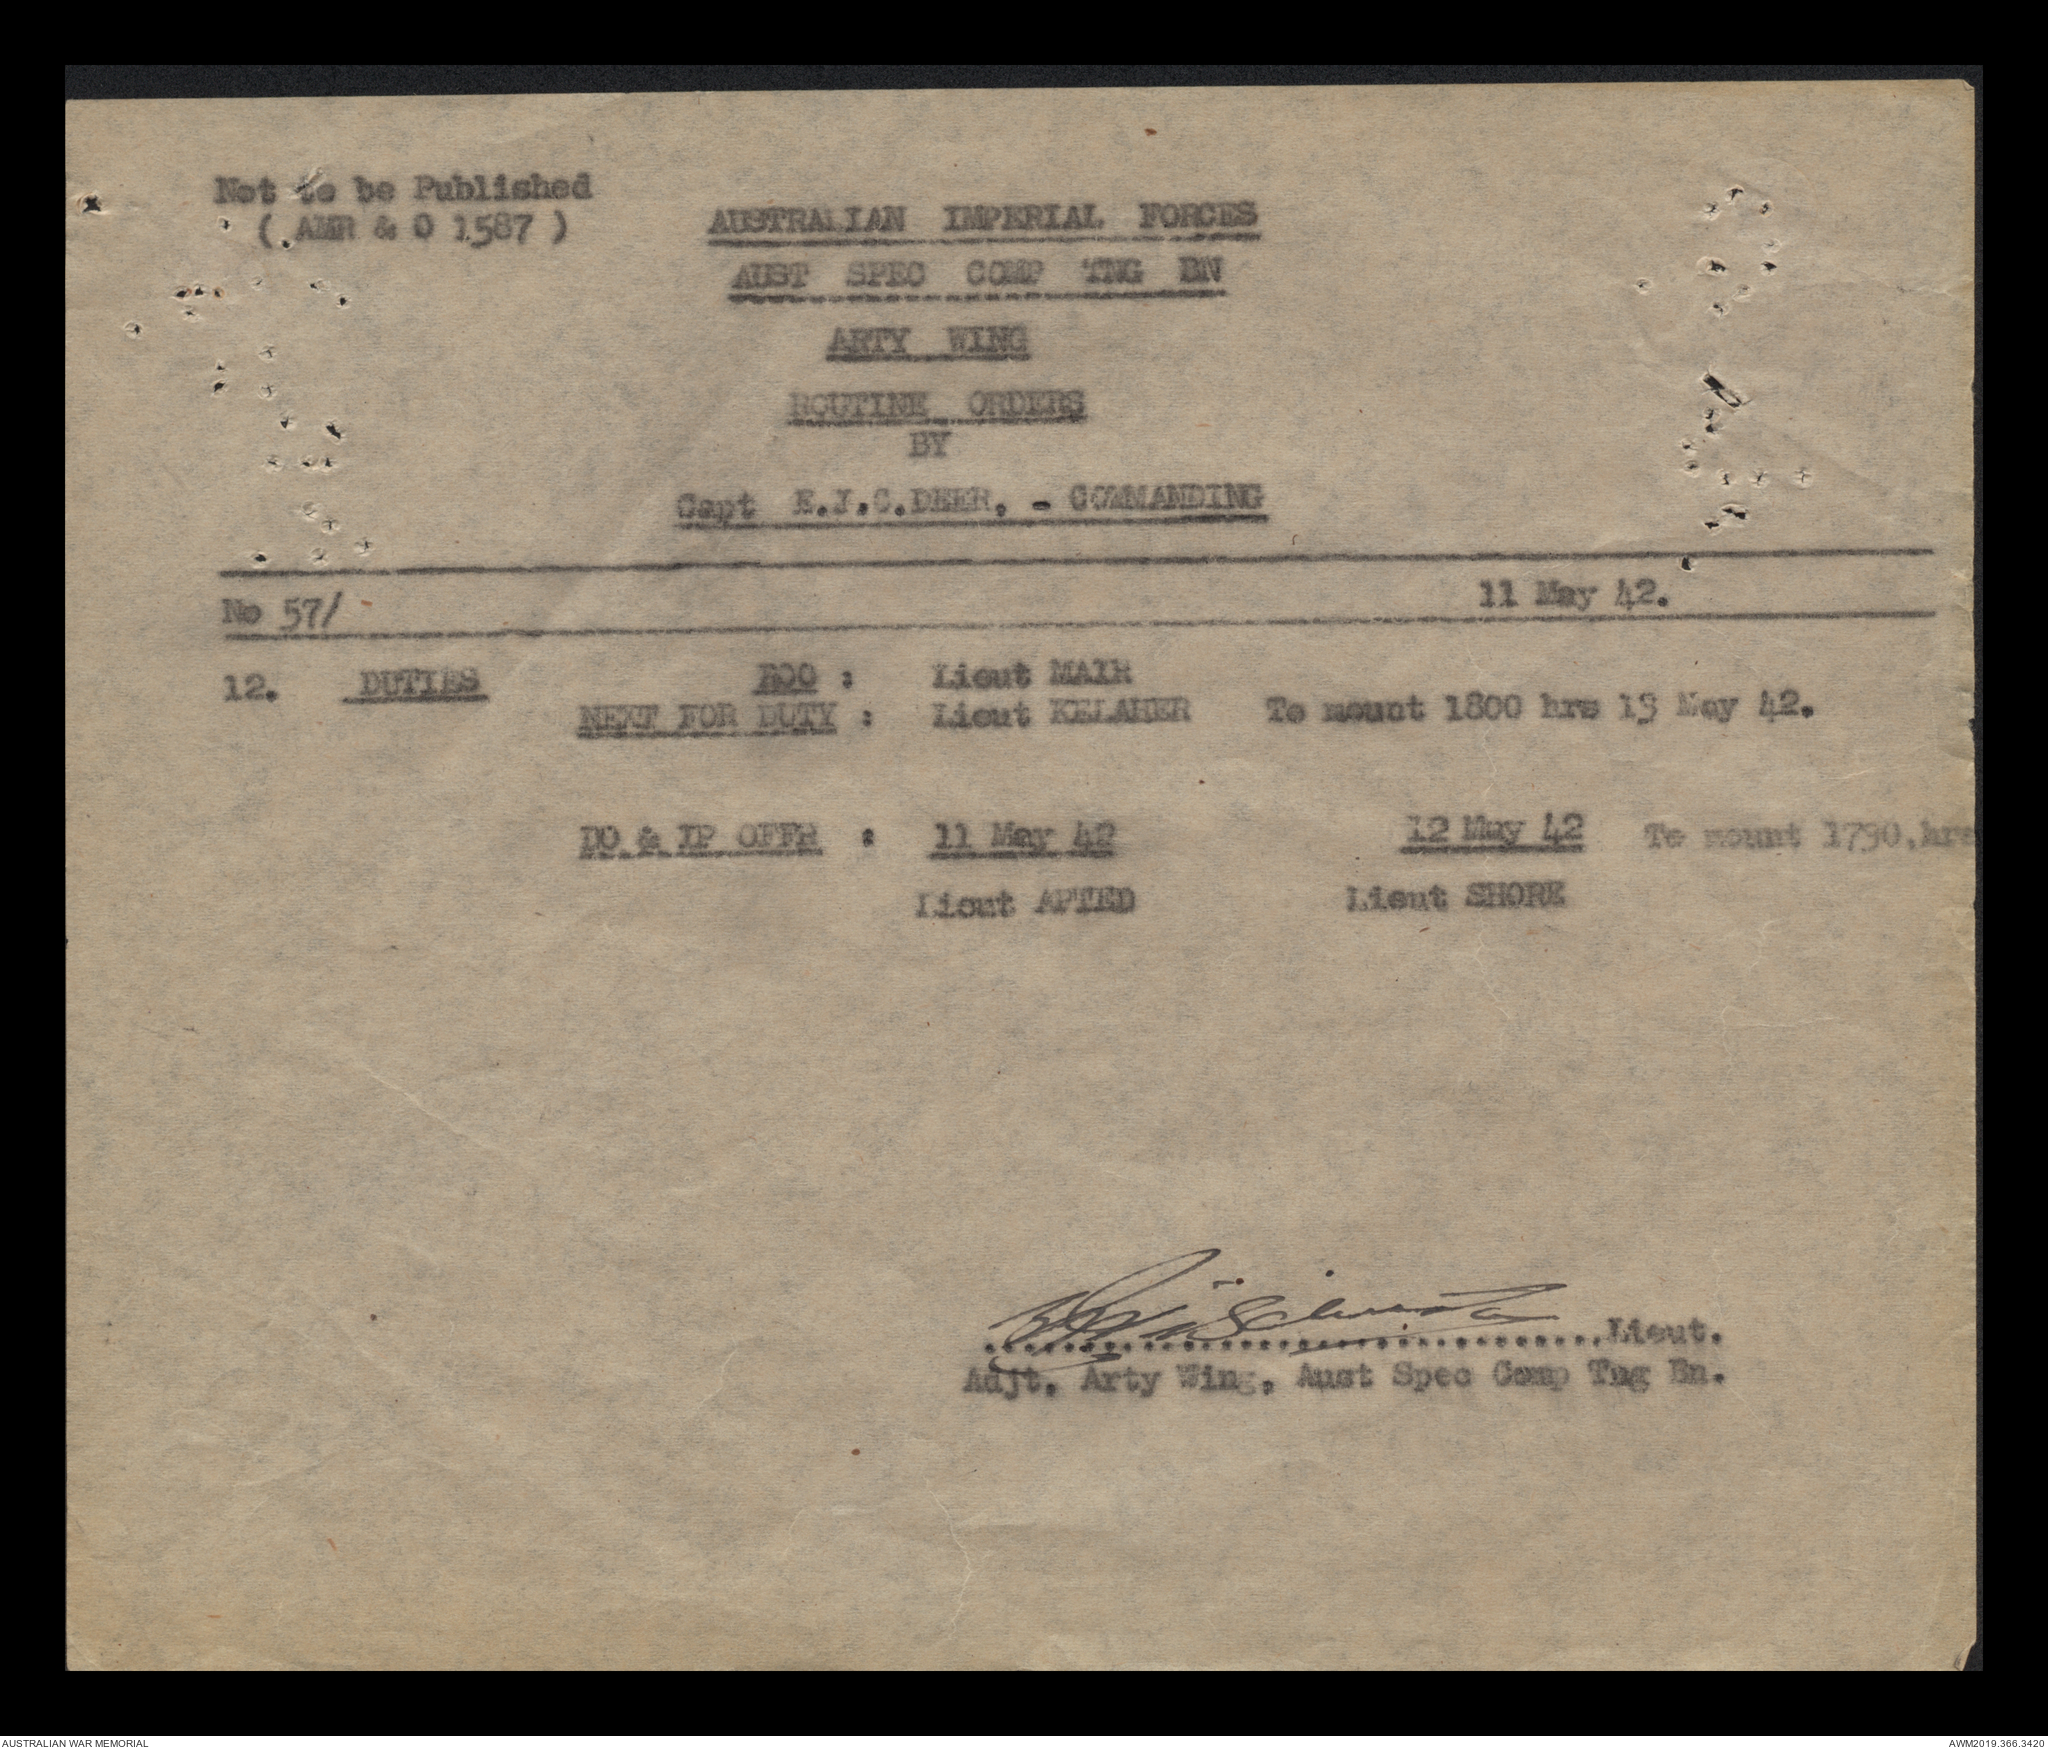 Not to be Published
( AMR & O 1587 )
AUSTRALIAN IMPERIAL FORCES
AUST SPEC COMP TNG BN
ARTY WING
ROUTINE ORDERS
BY
Capt E.J.C.DEER. - COMMANDING
No 57/ 11 May 42.
12. DUTIES ROO : Lieut MAIR
NEXT FOR DUTY : Lieut KELAHER To mount 1800 hrs 13 May 42.
DO & IP OFFR : 11 May 42 12 May 42 To mount 1730.hrs
Lieut APTED Lieut SHORE
Lieut.
Adjt, Arty Wing, Aust Spec Comp Tng Bn.
AUSTRALIAN WAR MEMORIAL AWM2019.366.3420